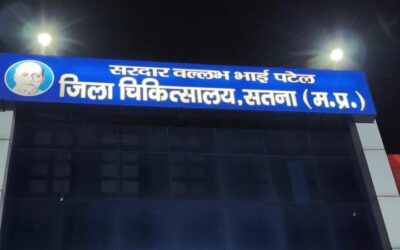 सरदार वल्लभ भाई पटेल
जिला चिकित्सालय, सतना (म.प्र.)